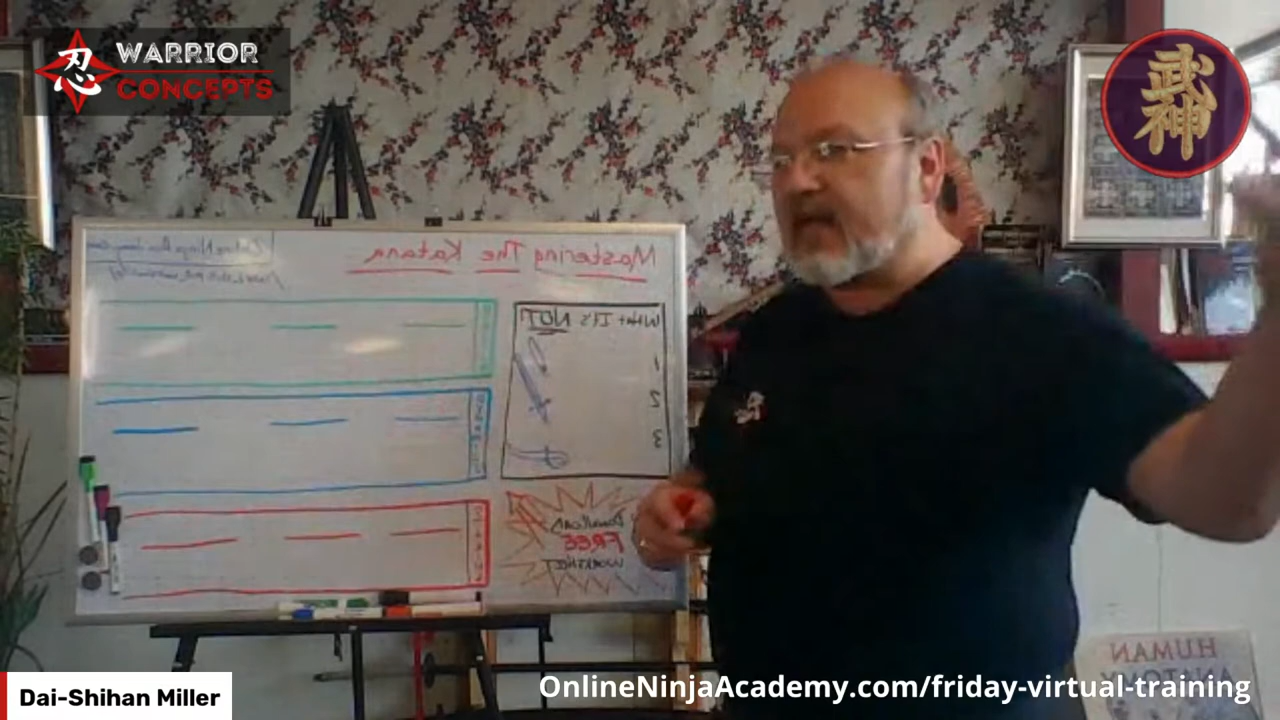 忍 WARRIOR
CONCEPTS
武神
Mastering The Katana
WHAT IT'S NOT!
1
2
3
DOWNLOAD
FREE
WORKSHEET
HUMAN
ANATOMY
Dai-Shihan Miller
OnlineNinjaAcademy.com/friday-virtual-training